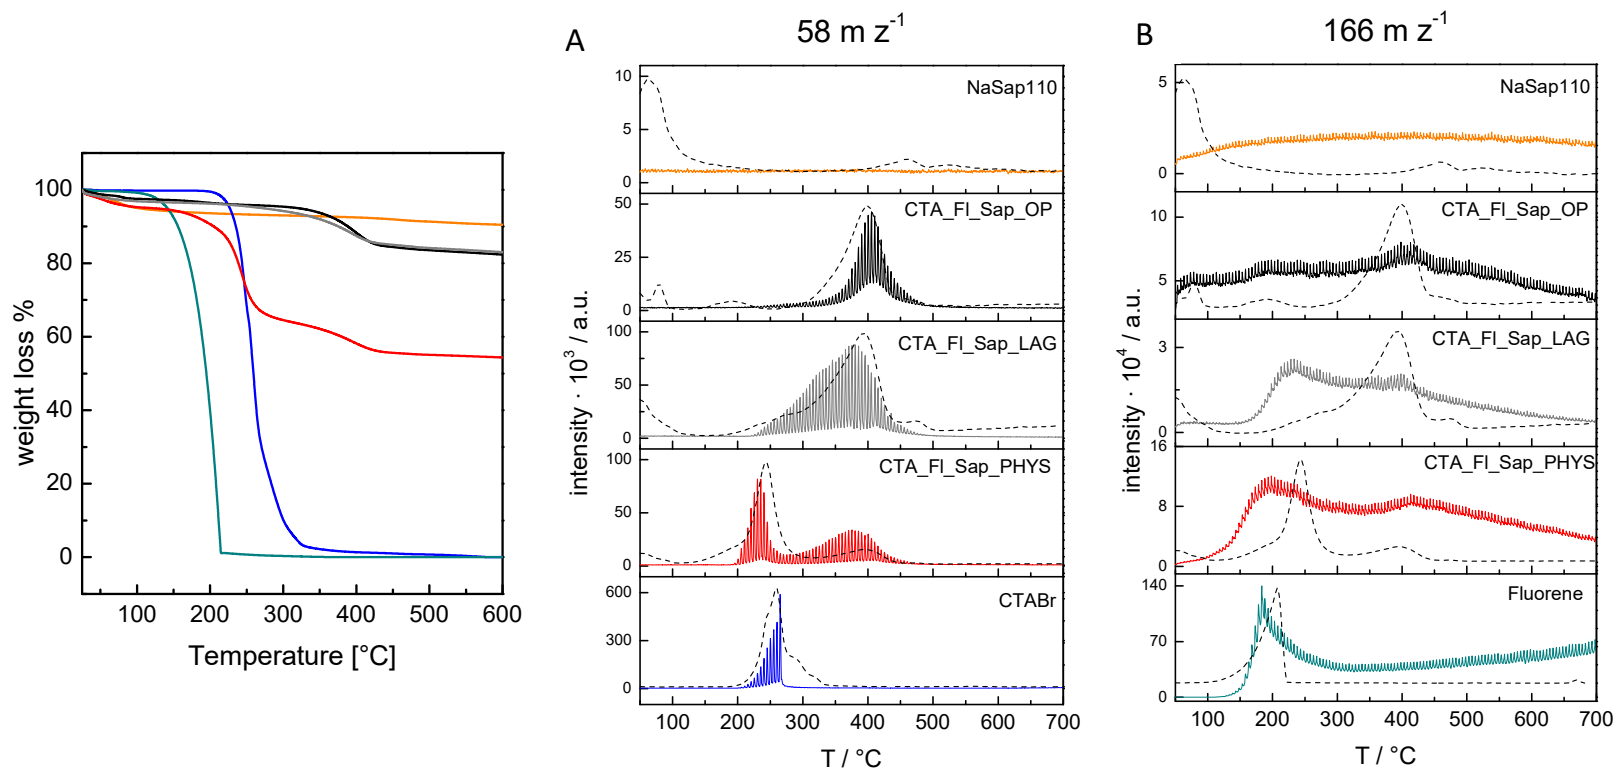 100
80
60
40
20
0
weight loss %
100
200
300
400
500
600
Temperature [°C]
A
58 m z⁻¹
10
5
0
NaSap110
50
25
0
CTA_Fl_Sap_OP
100
50
0
CTA_Fl_Sap_LAG
100
50
0
CTA_Fl_Sap_PHYS
600
300
0
CTABr
intensity · 10³ / a.u.
100
200
300
400
500
600
700
T / °C
B
166 m z⁻¹
5
0
NaSap110
10
5
CTA_Fl_Sap_OP
3
0
CTA_Fl_Sap_LAG
16
8
0
CTA_Fl_Sap_PHYS
140
70
0
Fluorene
intensity · 10⁴ / a.u.
100
200
300
400
500
600
700
T / °C